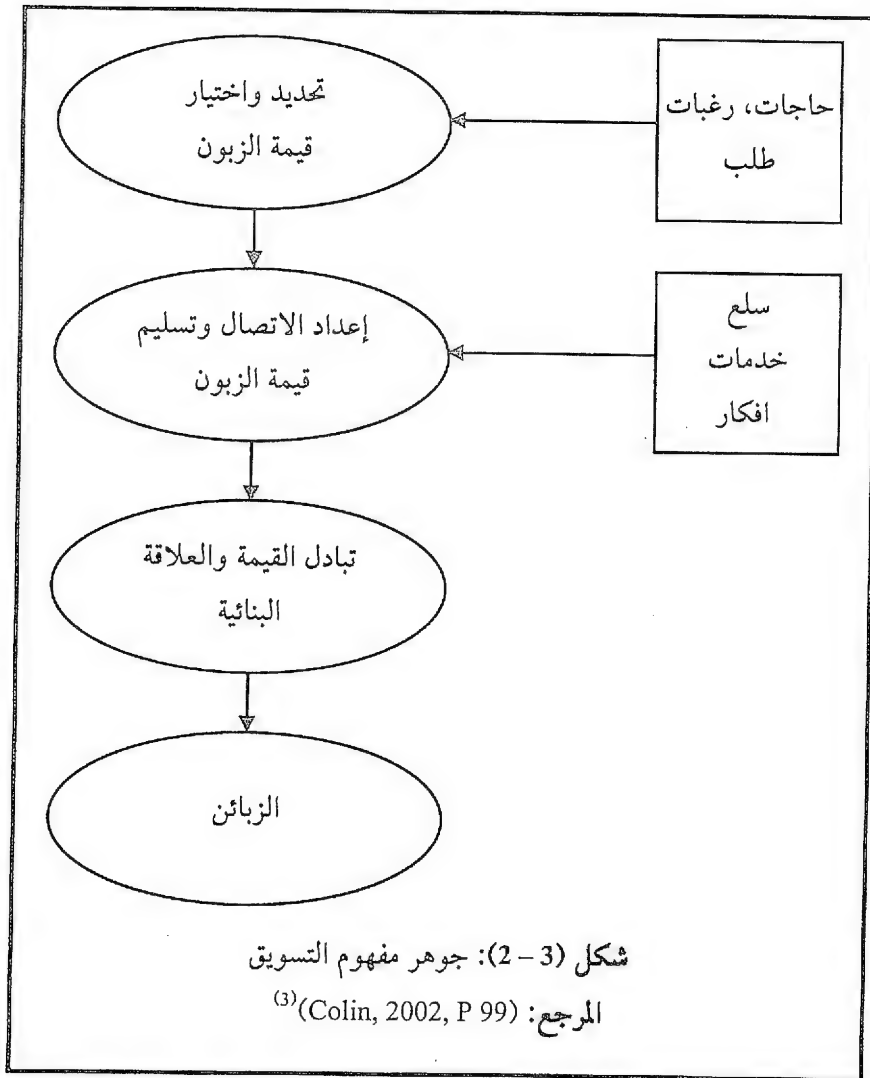 حاجات، رغبات
طلب
تحديد واختيار
قيمة الزبون
سلع
خدمات
افكار
إعداد الاتصال وتسليم
قيمة الزبون
تبادل القيمة والعلاقة
البنائية
الزبائن
شكل (3 – 2): جوهر مفهوم التسويق
المرجع: (Colin, 2002, P 99)(3)